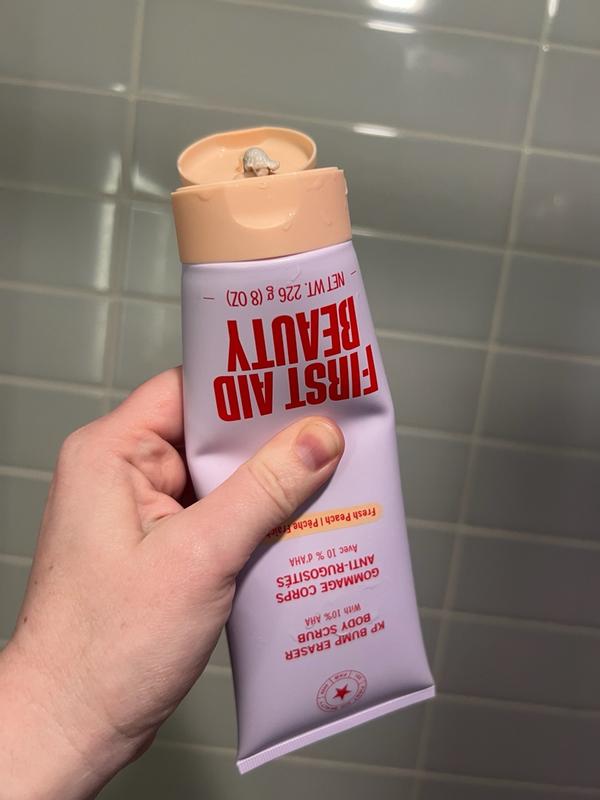 KP BUMP ERASER
BODY SCRUB
With 10% AHA
GOMMAGE CORPS
ANTI-RUGOSITÉS
Avec 10 % d'AHA
Fresh Peach | Pêche
FIRST AID
BEAUTY
NET WT. 226 g (8 OZ)